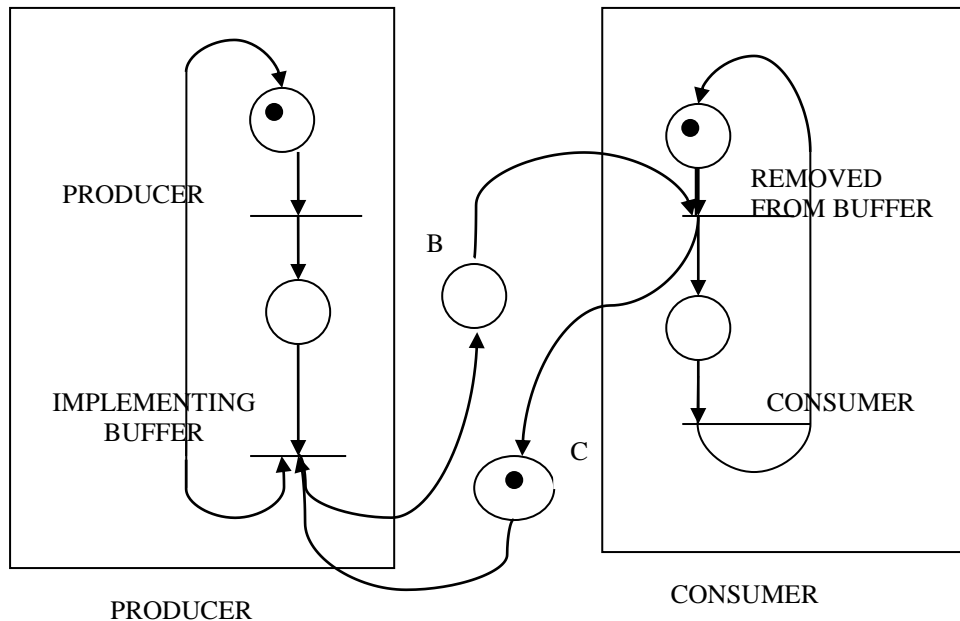 PRODUCER
IMPLEMENTING
BUFFER
B
C
REMOVED
FROM BUFFER
CONSUMER
PRODUCER
CONSUMER